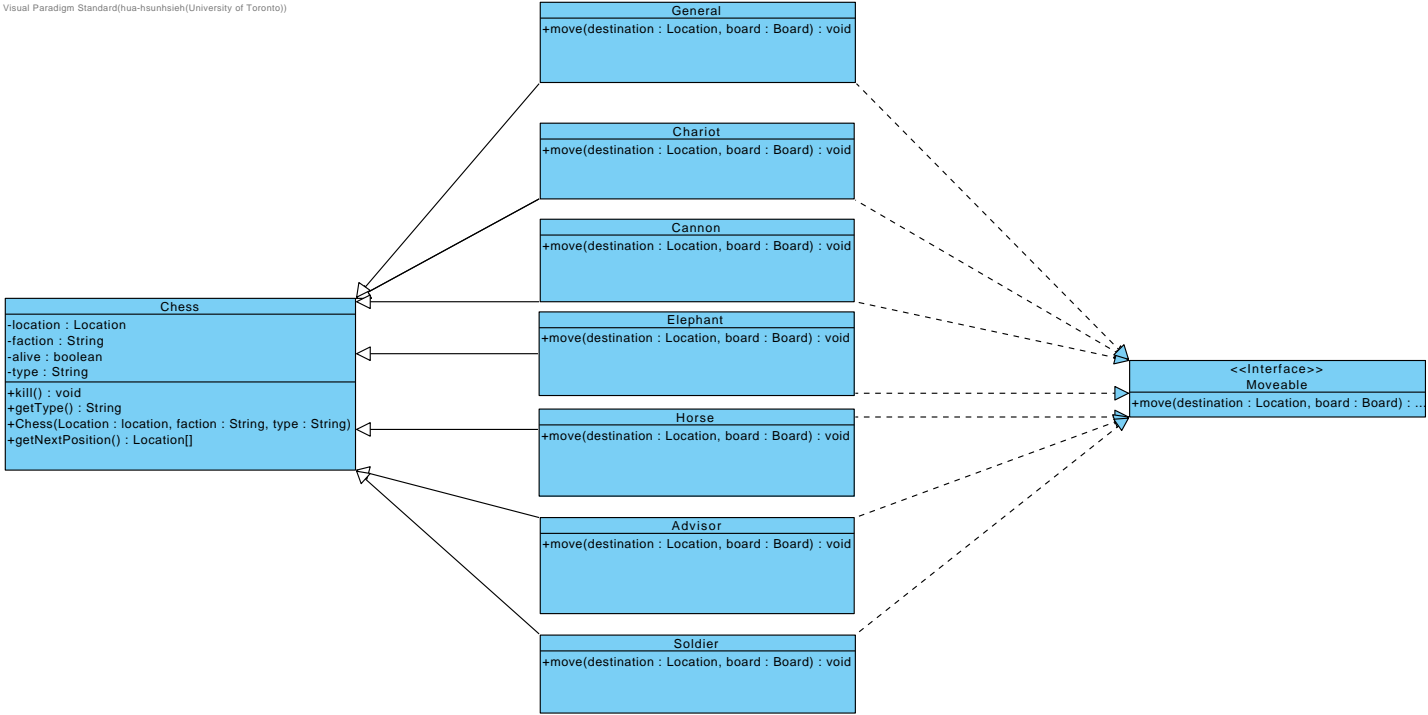 Visual Paradigm Standard(hua-hsunhsieh(University of Toronto))
General
+move(destination : Location, board : Board) : void
Chariot
+move(destination : Location, board : Board) : void
Cannon
+move(destination : Location, board : Board) : void
Chess
-location : Location
-faction : String
-alive : boolean
-type : String
+kill() : void
+getType() : String
+Chess(Location : location, faction : String, type : String)
+getNextPosition() : Location[]
Elephant
+move(destination : Location, board : Board) : void
<<Interface>>
Moveable
+move(destination : Location, board : Board) : ...
Horse
+move(destination : Location, board : Board) : void
Advisor
+move(destination : Location, board : Board) : void
Soldier
+move(destination : Location, board : Board) : void